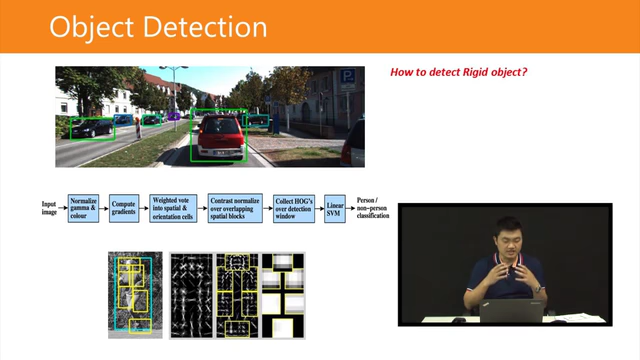 Object Detection
How to detect Rigid object?
Input
image
Normalize
gamma &
colour
Compute
gradients
Weighted vote
into spatial &
orientation cells
Contrast normalize
over overlapping
spatial blocks
Collect HOG's
over detection
window
Linear
SVM
Person /
non-person
classification
P